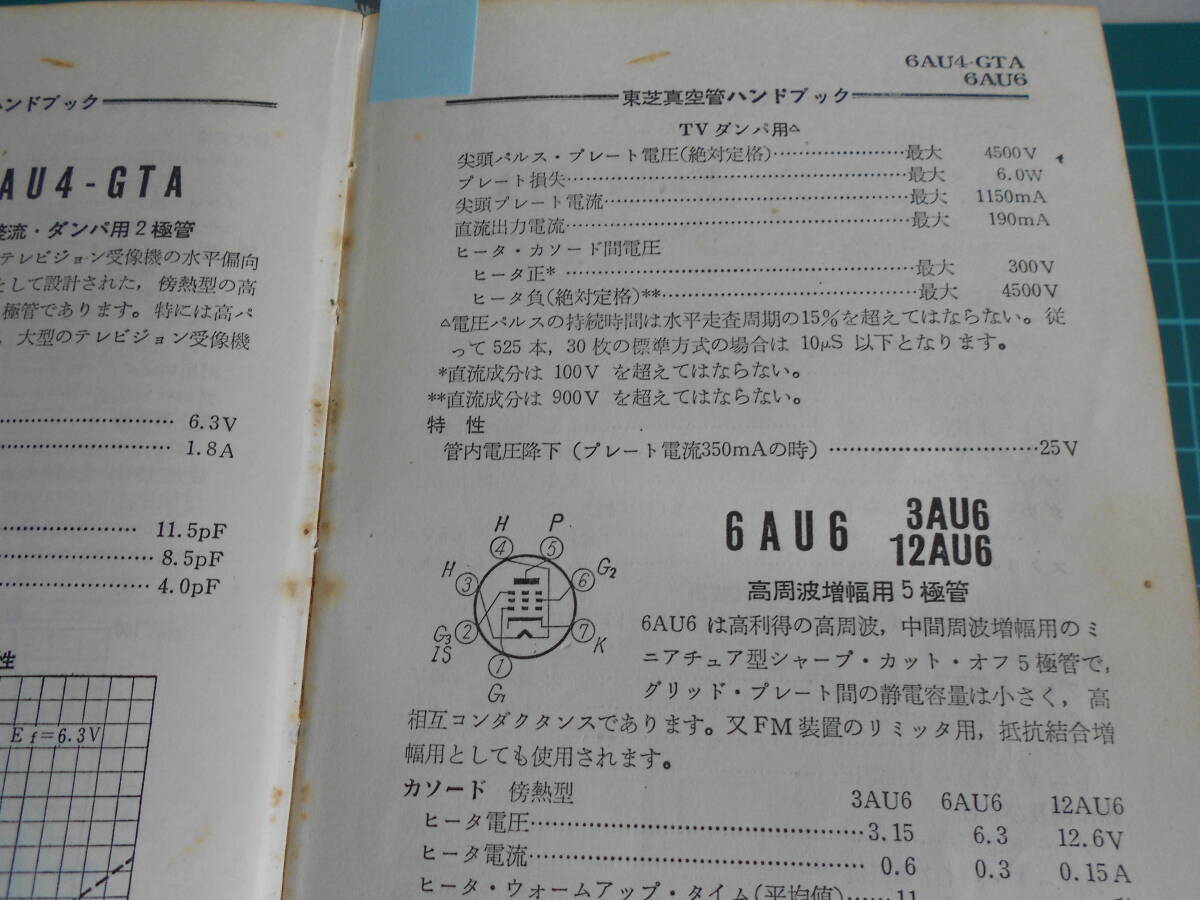 ンドブック
AU4-GTA
流・ダンパ用2極管
テレビジョン受像機の水平偏向
として設計された, 傍熱型の高
極管であります。特には高ペ
, 大型のテレビジョン受像機
6.3V
1.8A
11.5pF
8.5pF
4.0pF
性
Ef=6.3V
6AU4-GTA
6AU6
東芝真空管ハンドブック
TVダンパ用△
尖頭パルス・プレート電圧(絶対定格)…………………最大 4500V
プレート損失…………………最大 6.0W
尖頭プレート電流…………………最大 1150mA
直流出力電流…………………最大 190mA
ヒータ・カソード間電圧
ヒータ正*…………………最大 300V
ヒータ負(絶対定格)**…………………最大 4500V
△電圧パルスの持続時間は水平走査周期の15%を超えてはならない。従
って525本, 30枚の標準方式の場合は 10μS 以下となります。
*直流成分は 100V を超えてはならない。
**直流成分は 900V を超えてはならない。
特 性
管内電圧降下 (プレート電流350mAの時)…………………25V
6AU6 3AU6
12AU6
高周波増幅用5極管
H P
4 5
H 3 6 G2
G3 2 7 K
IS
1
G1
6AU6 は高利得の高周波, 中間周波増幅用のミ
ニアチュア型シャープ・カット・オフ5極管で,
グリッド・プレート間の静電容量は小さく, 高
相互コンダクタンスであります。又FM装置のリミッタ用, 抵抗結合増
幅用としても使用されます。
カソード 傍熱型 3AU6 6AU6 12AU6
ヒータ電圧…………………3.15 6.3 12.6V
ヒータ電流…………………0.6 0.3 0.15A
ヒータ・ウォームアップ・タイム(平均値)……11